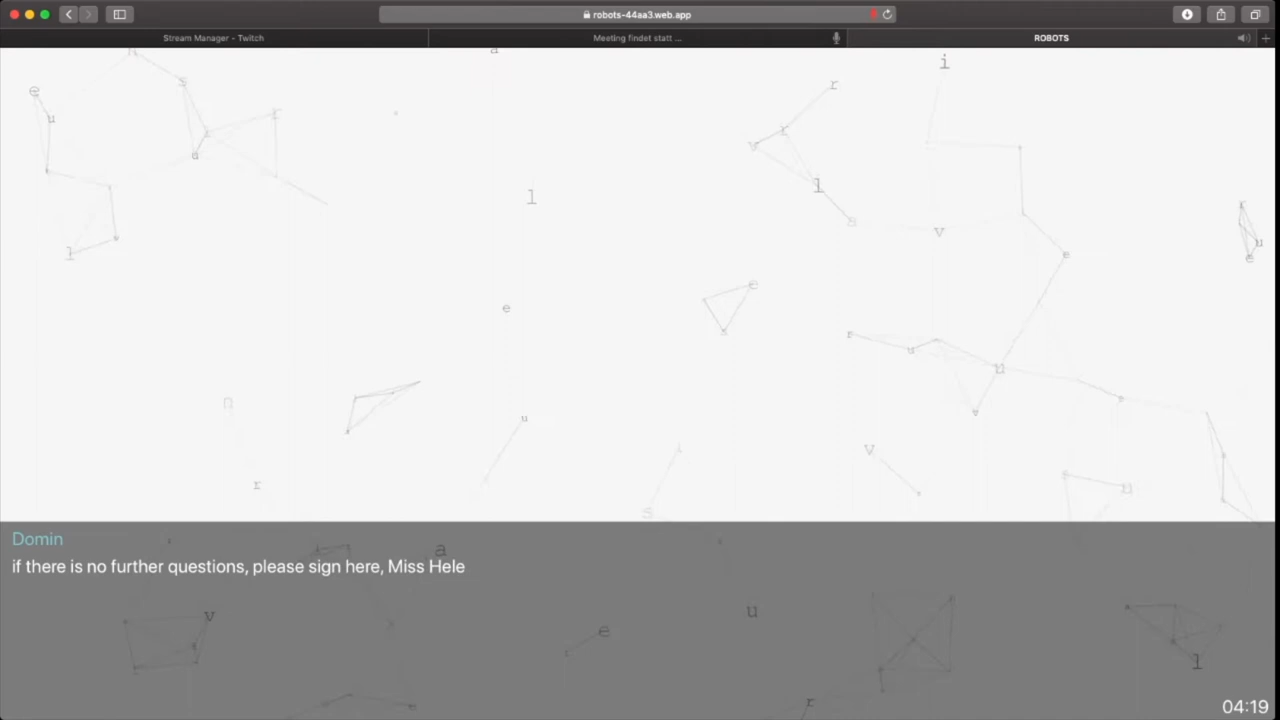 robots-44aa3.web.app
Stream Manager - Twitch
Meeting findet statt ...
ROBOTS
Domin
if there is no further questions, please sign here, Miss Hele
04:19